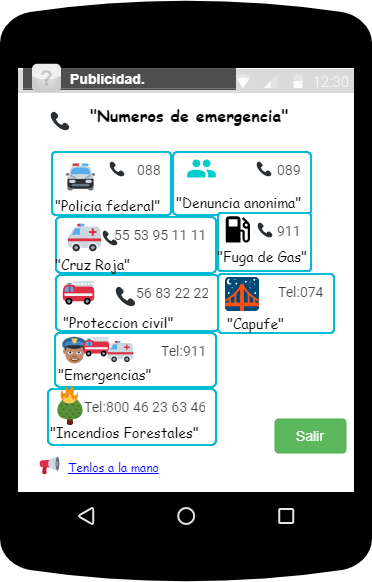 ? Publicidad. 12:30
"Numeros de emergencia"
088
"Policia federal"
089
"Denuncia anonima"
55 53 95 11 11
"Cruz Roja"
911
"Fuga de Gas"
56 83 22 22
"Proteccion civil"
Tel:074
"Capufe"
Tel:911
"Emergencias"
Tel:800 46 23 63 46
"Incendios Forestales"
Salir
Tenlos a la mano